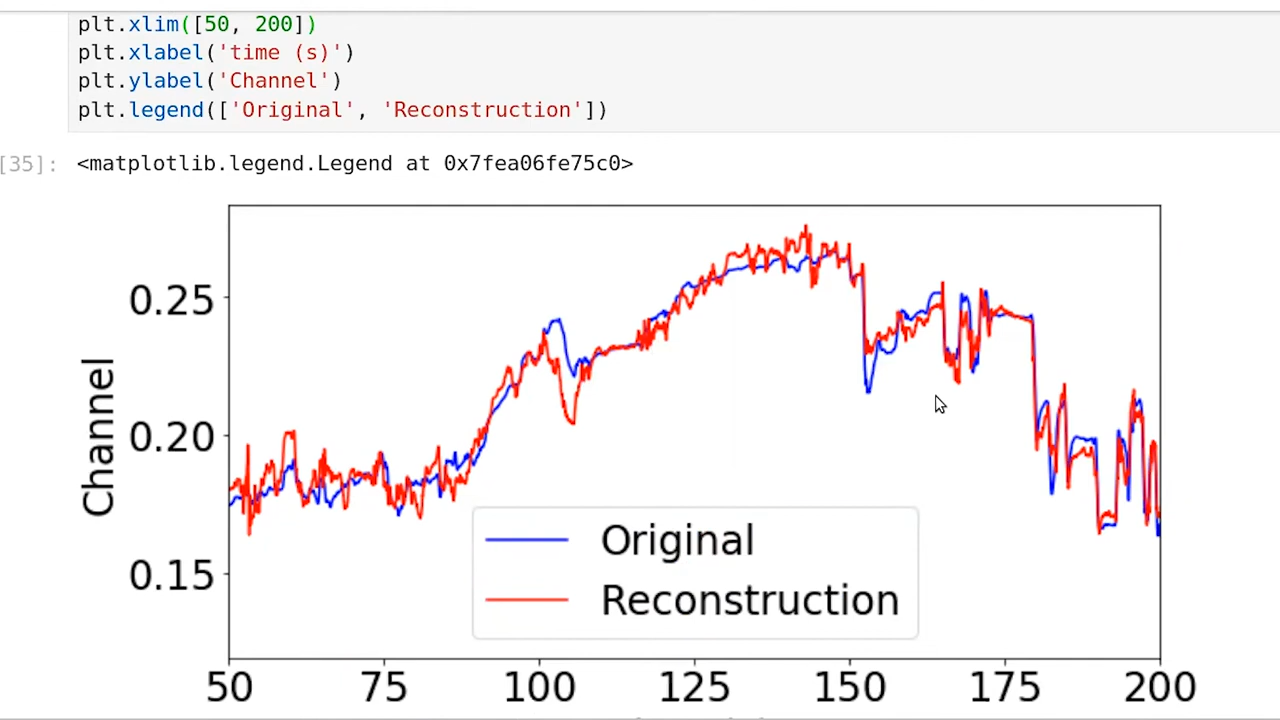 plt.xlim([50, 200])
plt.xlabel('time (s)')
plt.ylabel('Channel')
plt.legend(['Original', 'Reconstruction'])
[35]: <matplotlib.legend.Legend at 0x7fea06fe75c0>
0.25
0.20
0.15
Channel
Original
Reconstruction
50 75 100 125 150 175 200